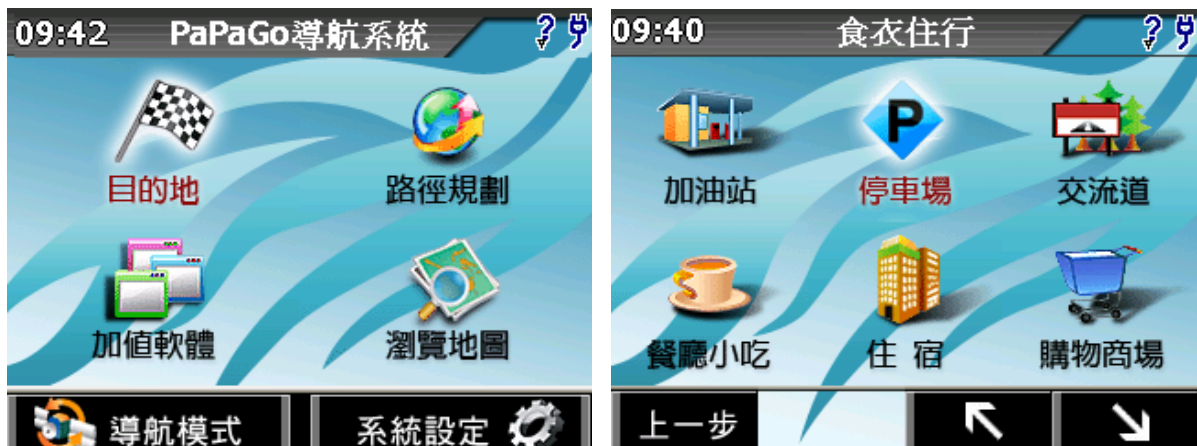 09:42 PaPaGo導航系統
目的地 路徑規劃
加值軟體 瀏覽地圖
導航模式 系統設定
09:40 食衣住行
加油站 停車場 交流道
餐廳小吃 住 宿 購物商場
上一步